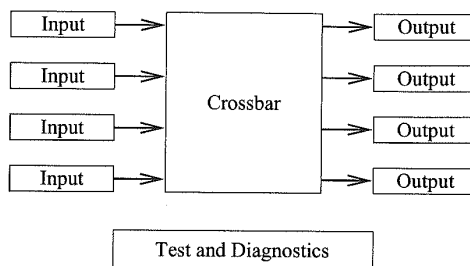 Input
Output
Input
Output
Crossbar
Input
Output
Input
Output
Test and Diagnostics